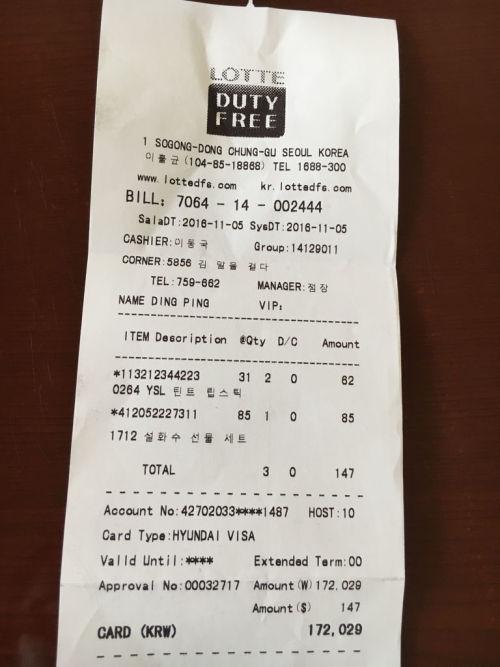 LOTTE
DUTY
FREE
1 SOGONG-DONG CHUNG-GU SEOUL KOREA
이홀균(104-85-18868) TEL 1688-300
www.lottedfs.com kr.lottedfs.com
BILL: 7064 - 14 - 002444
SalaDT:2016-11-05 SysDT:2016-11-05
CASHIER:이동국 Group:14129011
CORNER:5856 김 말을 걸다
TEL:759-662 MANAGER:점장
NAME DING PING VIP:
ITEM Description @Qty D/C Amount
*113212344223 31 2 0 62
0264 YSL 틴트 립스틱
*412052227311 85 1 0 85
1712 설화수 선물 세트
TOTAL 3 0 147
Account No:42702033****1487 HOST:10
Card Type:HYUNDAI VISA
Valld Until:**** Extended Term:00
Approval No:00032717 Amount(W)172,029
Amount($) 147
CARD (KRW) 172,029